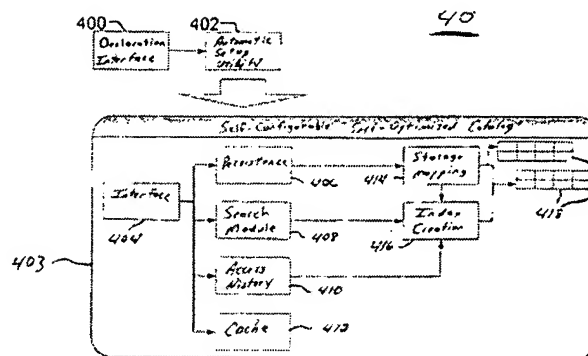 40
400
402
Declaration
Interface
Automatic
Setup
Utility
Self-Configurable Self-Optimized Catalog
Persistence
406
Storage
Mapping
414
Interface
404
Search
Module
408
Index
Creation
416
418
403
Access
History
410
Cache
412